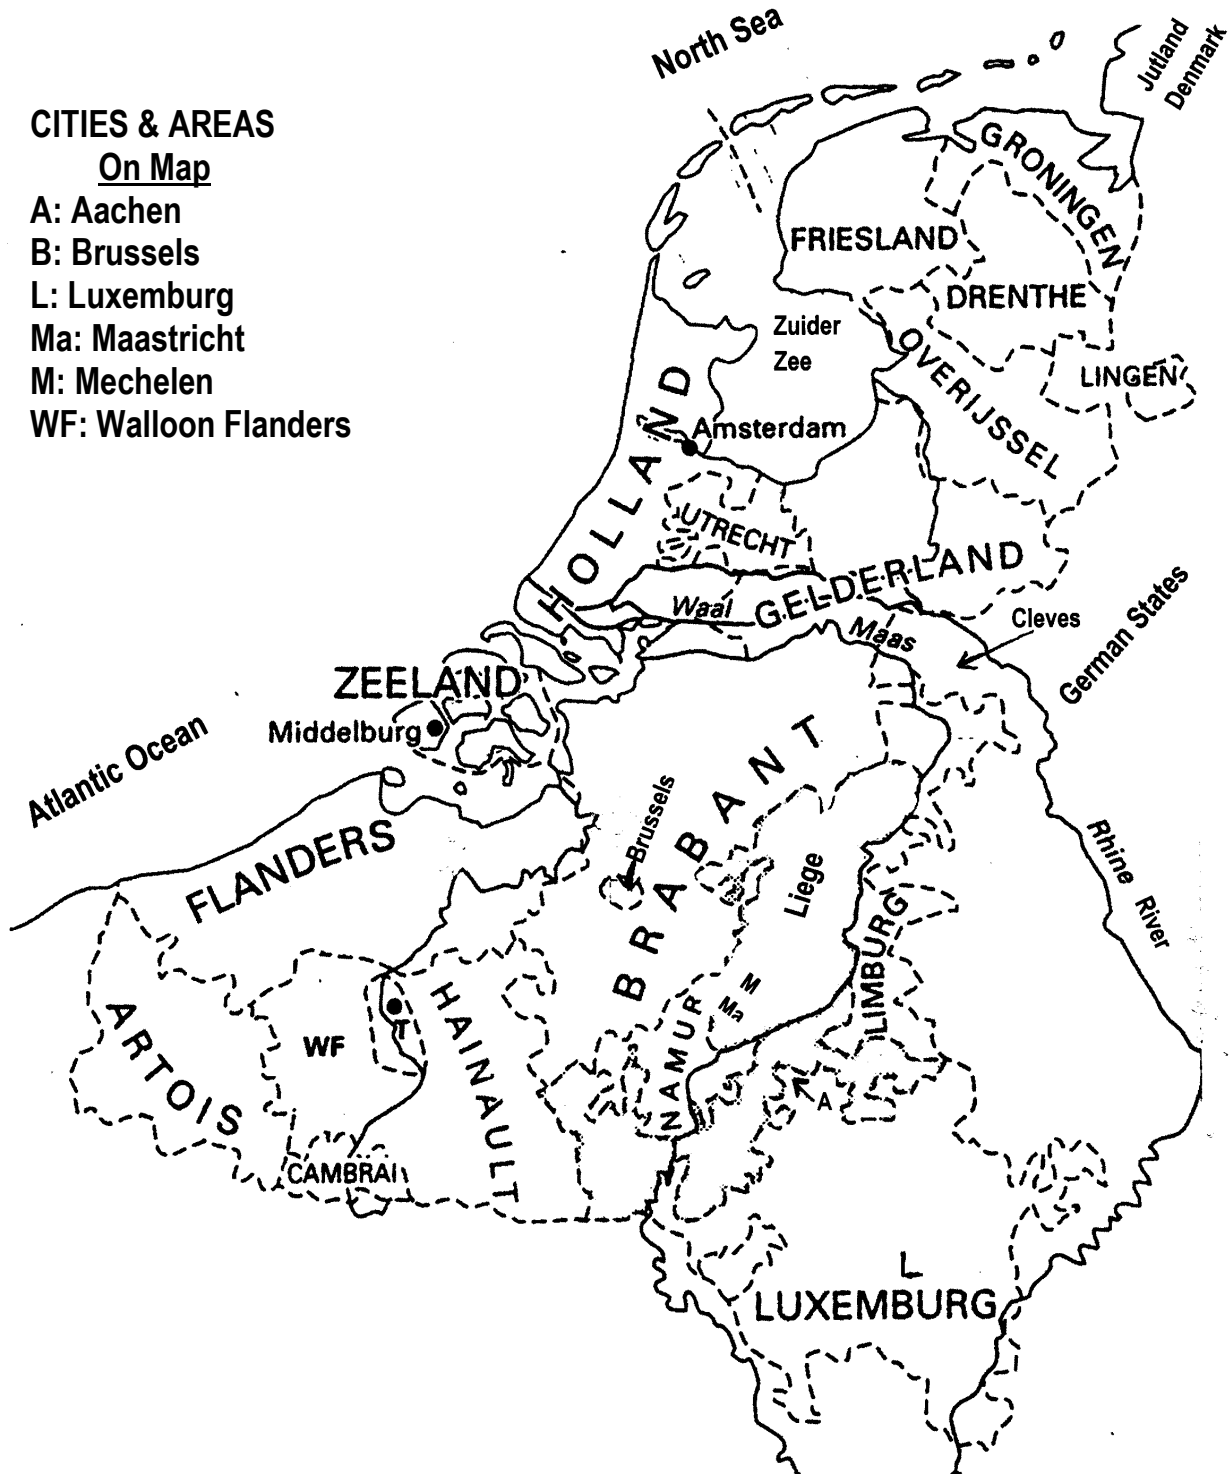 North Sea
Jutland
Denmark
CITIES & AREAS
On Map
A: Aachen
B: Brussels
L: Luxemburg
Ma: Maastricht
M: Mechelen
WF: Walloon Flanders
GRONINGEN
FRIESLAND
DRENTHE
Zuider
Zee
OVERIJSSEL
LINGEN
HOLLAND
Amsterdam
UTRECHT
GELDERLAND
Waal
Maas
Cleves
German States
ZEELAND
Middelburg
Atlantic Ocean
FLANDERS
BRABANT
Brussels
Liege
Rhine River
LIMBURG
ARTOIS
WF
T
HAINAULT
NAMUR
M
Ma
A
CAMBRAI
L
LUXEMBURG